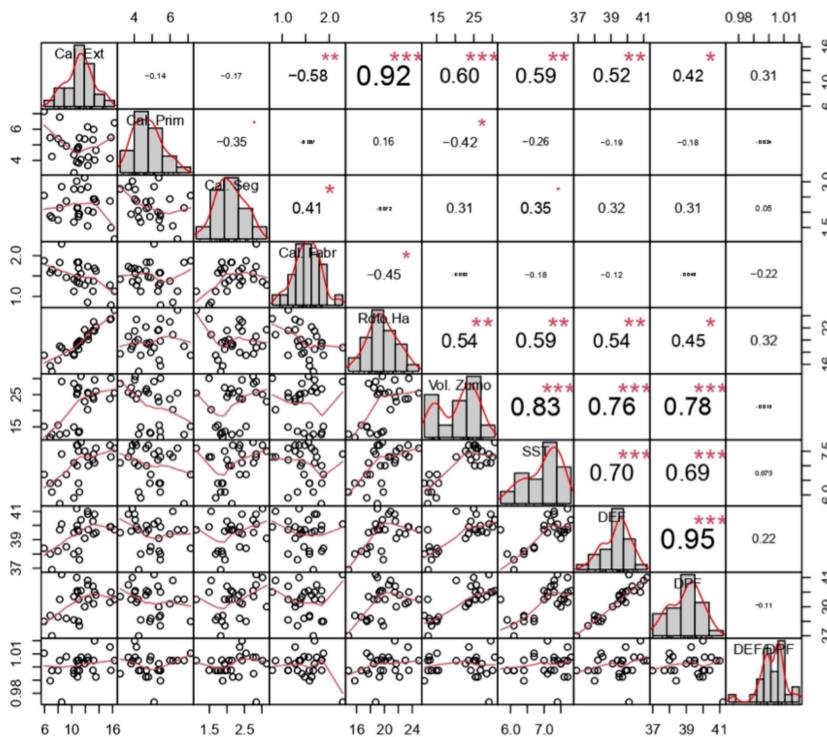 4 6 15 25 37 39 41 0.98 1.01
1.0 2.0
Cal. Ext −0.14 −0.17 ** −0.58 *** 0.92 *** 0.60 ** 0.59 ** 0.52 * 0.42 0.31
6 10 16
Cal. Prim . −0.35 0.16 * −0.42 −0.26 −0.19 −0.18
4 6
Cal. Seg * 0.41 0.31 . 0.35 0.32 0.31 0.05
1.5
Cal. Fabr * −0.45 −0.18 −0.12 −0.22
1.0 2.0
Rdto.Ha ** 0.54 ** 0.59 ** 0.54 * 0.45 0.32
16 22
Vol. Zumo *** 0.83 *** 0.76 *** 0.78
15 25
SST *** 0.70 *** 0.69 0.075
6.0 7.5
DEF *** 0.95 0.22
37 39 41
DPF −0.11
DEF/DPF
0.98 1.01
6 10 16 1.5 2.5 16 20 24 6.0 7.0 37 39 41